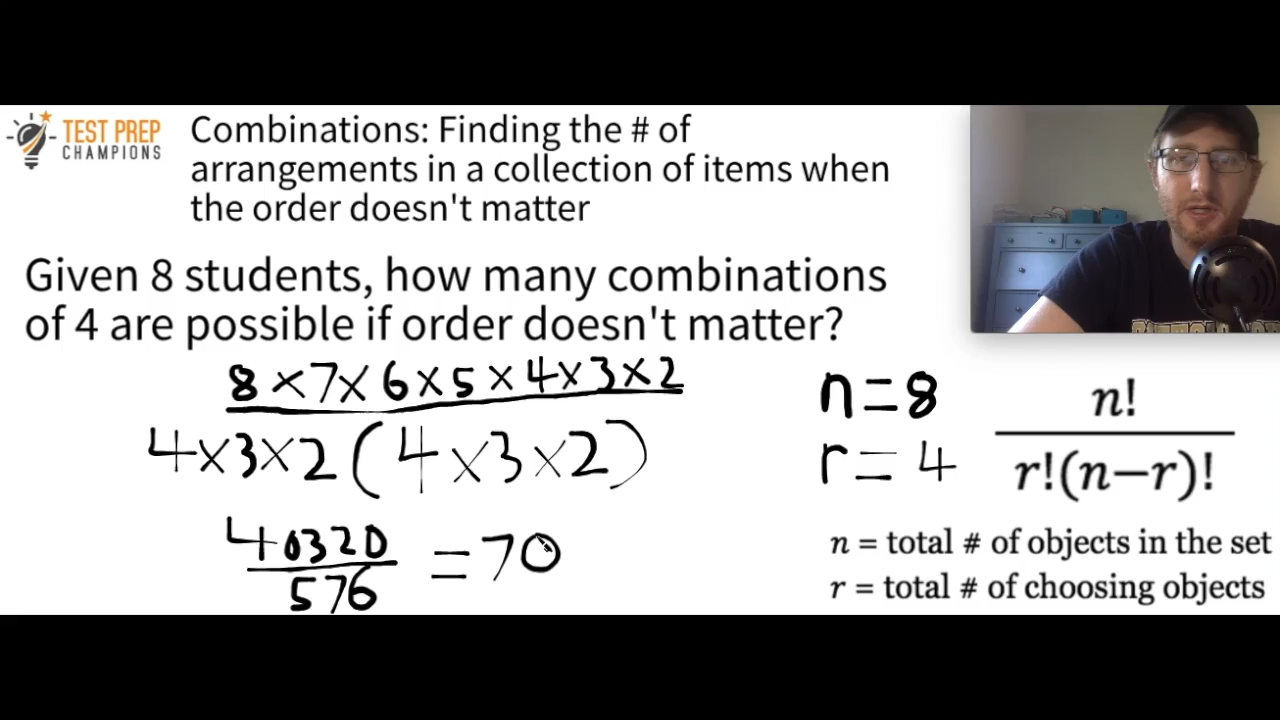 TEST PREP
CHAMPIONS
Combinations: Finding the # of
arrangements in a collection of items when
the order doesn't matter
Given 8 students, how many combinations
of 4 are possible if order doesn't matter?
8×7×6×5×4×3×2
4×3×2(4×3×2)
40320
576
=70
n=8
r=4
n!
r!(n−r)!
n = total # of objects in the set
r = total # of choosing objects